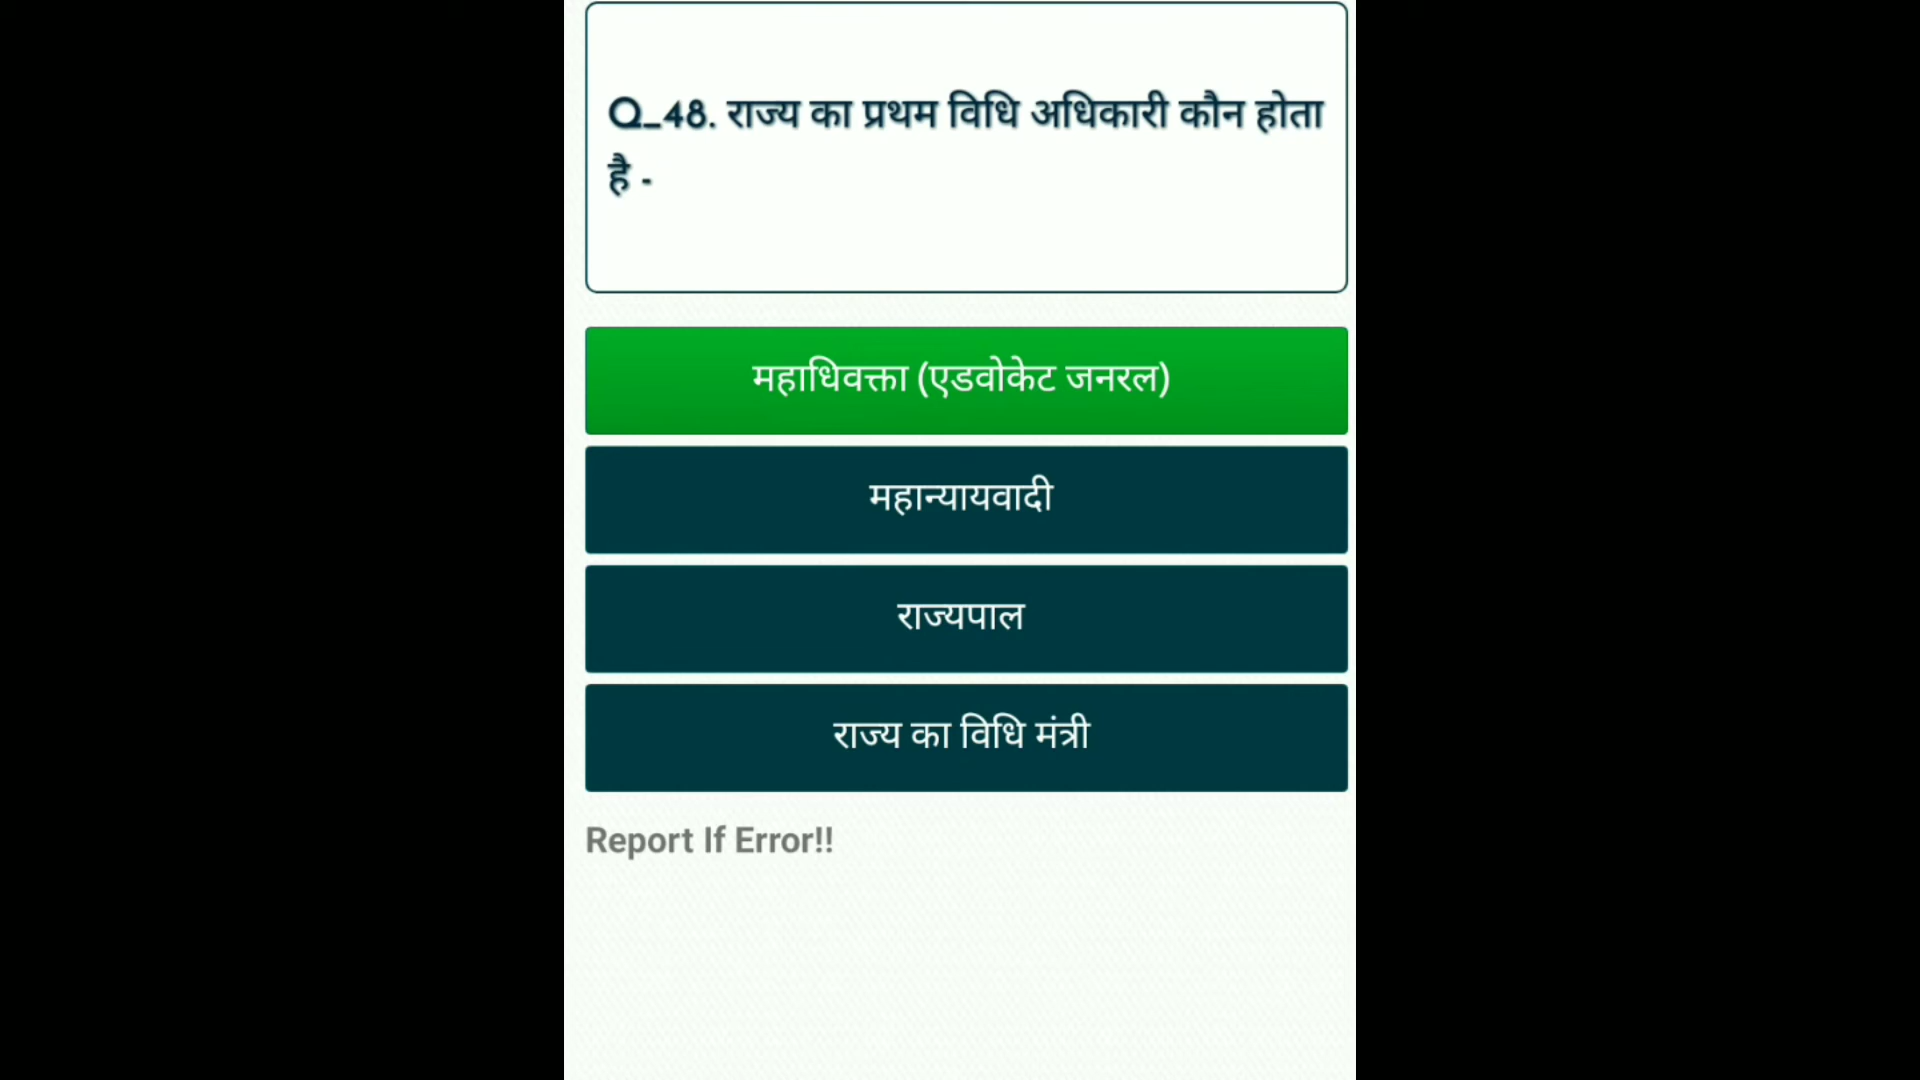 Q_48. राज्य का प्रथम विधि अधिकारी कौन होता
है -
महाधिवक्ता (एडवोकेट जनरल)
महान्यायवादी
राज्यपाल
राज्य का विधि मंत्री
Report If Error!!